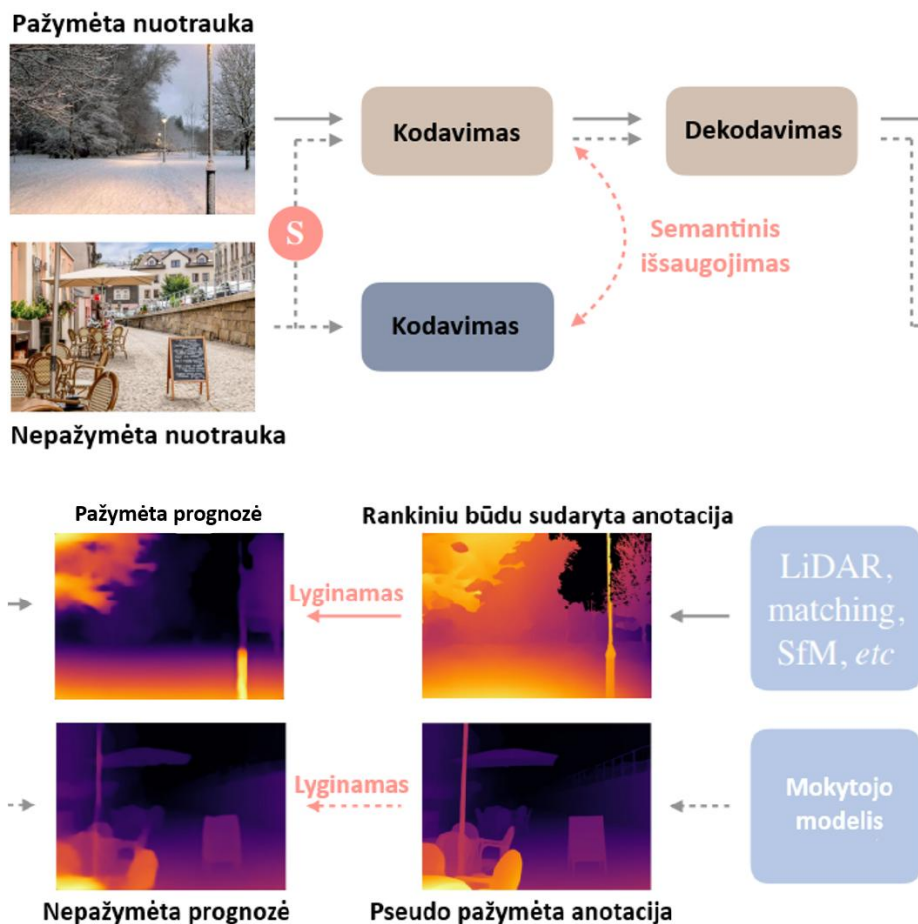 Pažymėta nuotrauka
Kodavimas
Dekodavimas
S
Semantinis
išsaugojimas
Kodavimas
Nepažymėta nuotrauka
Pažymėta prognozė
Rankiniu būdu sudaryta anotacija
Lyginamas
LiDAR,
matching,
SfM, etc
Lyginamas
Mokytojo
modelis
Nepažymėta prognozė
Pseudo pažymėta anotacija